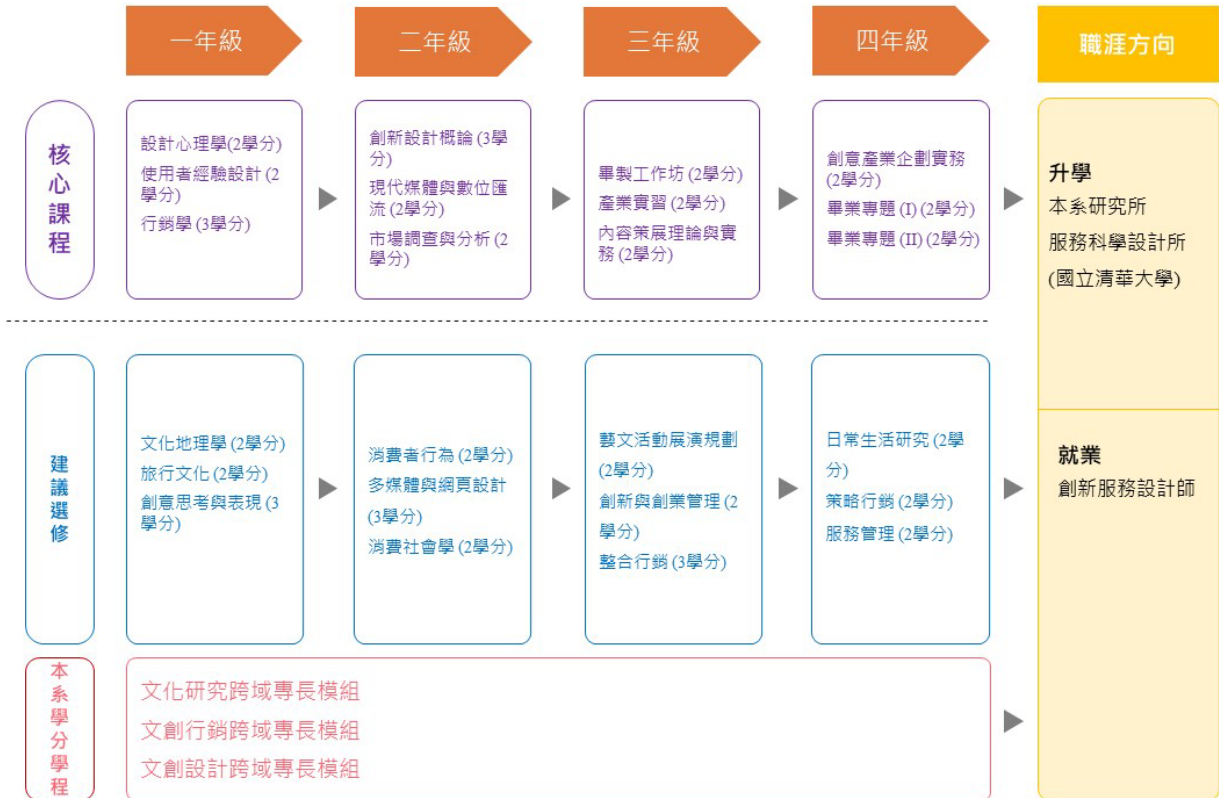 一年級
二年級
三年級
四年級
職涯方向
核心課程
設計心理學(2學分)
使用者經驗設計 (2
學分)
行銷學 (3學分)
創新設計概論 (3學
分)
現代媒體與數位匯
流 (2學分)
市場調查與分析 (2
學分)
畢製工作坊 (2學分)
產業實習 (2學分)
內容策展理論與實
務 (2學分)
創意產業企劃實務
(2學分)
畢業專題 (I) (2學分)
畢業專題 (II) (2學分)
升學
本系研究所
服務科學設計所
(國立清華大學)
建議選修
文化地理學 (2學分)
旅行文化 (2學分)
創意思考與表現 (3
學分)
消費者行為 (2學分)
多媒體與網頁設計
(3學分)
消費社會學 (2學分)
藝文活動展演規劃
(2學分)
創新與創業管理 (2
學分)
整合行銷 (3學分)
日常生活研究 (2學
分)
策略行銷 (2學分)
服務管理 (2學分)
就業
創新服務設計師
本系學分學程
文化研究跨域專長模組
文創行銷跨域專長模組
文創設計跨域專長模組